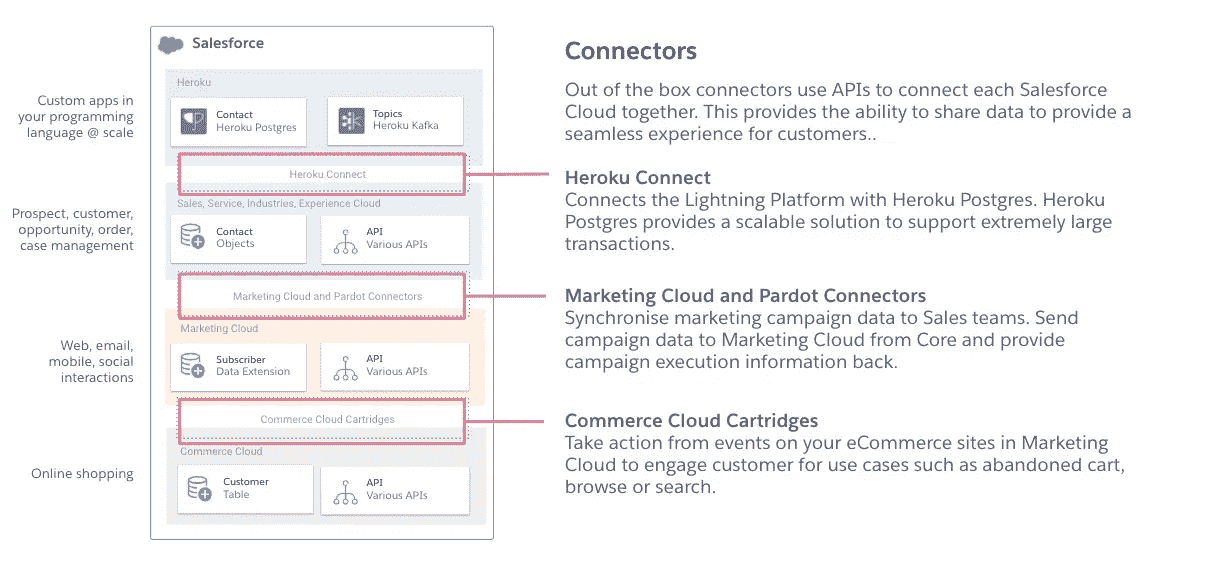 Salesforce
Custom apps in
your programming
language @ scale
Heroku
Contact
Heroku Postgres
Topics
Heroku Kafka
Heroku Connect
Prospect, customer,
opportunity, order,
case management
Sales, Service, Industries, Experience Cloud
Contact
Objects
API
Various APIs
Marketing Cloud and Pardot Connectors
Web, email,
mobile, social
interactions
Marketing Cloud
Subscriber
Data Extension
API
Various APIs
Commerce Cloud Cartridges
Online shopping
Commerce Cloud
Customer
Table
API
Various APIs
Connectors
Out of the box connectors use APIs to connect each Salesforce
Cloud together. This provides the ability to share data to provide a
seamless experience for customers..
Heroku Connect
Connects the Lightning Platform with Heroku Postgres. Heroku
Postgres provides a scalable solution to support extremely large
transactions.
Marketing Cloud and Pardot Connectors
Synchronise marketing campaign data to Sales teams. Send
campaign data to Marketing Cloud from Core and provide
campaign execution information back.
Commerce Cloud Cartridges
Take action from events on your eCommerce sites in Marketing
Cloud to engage customer for use cases such as abandoned cart,
browse or search.